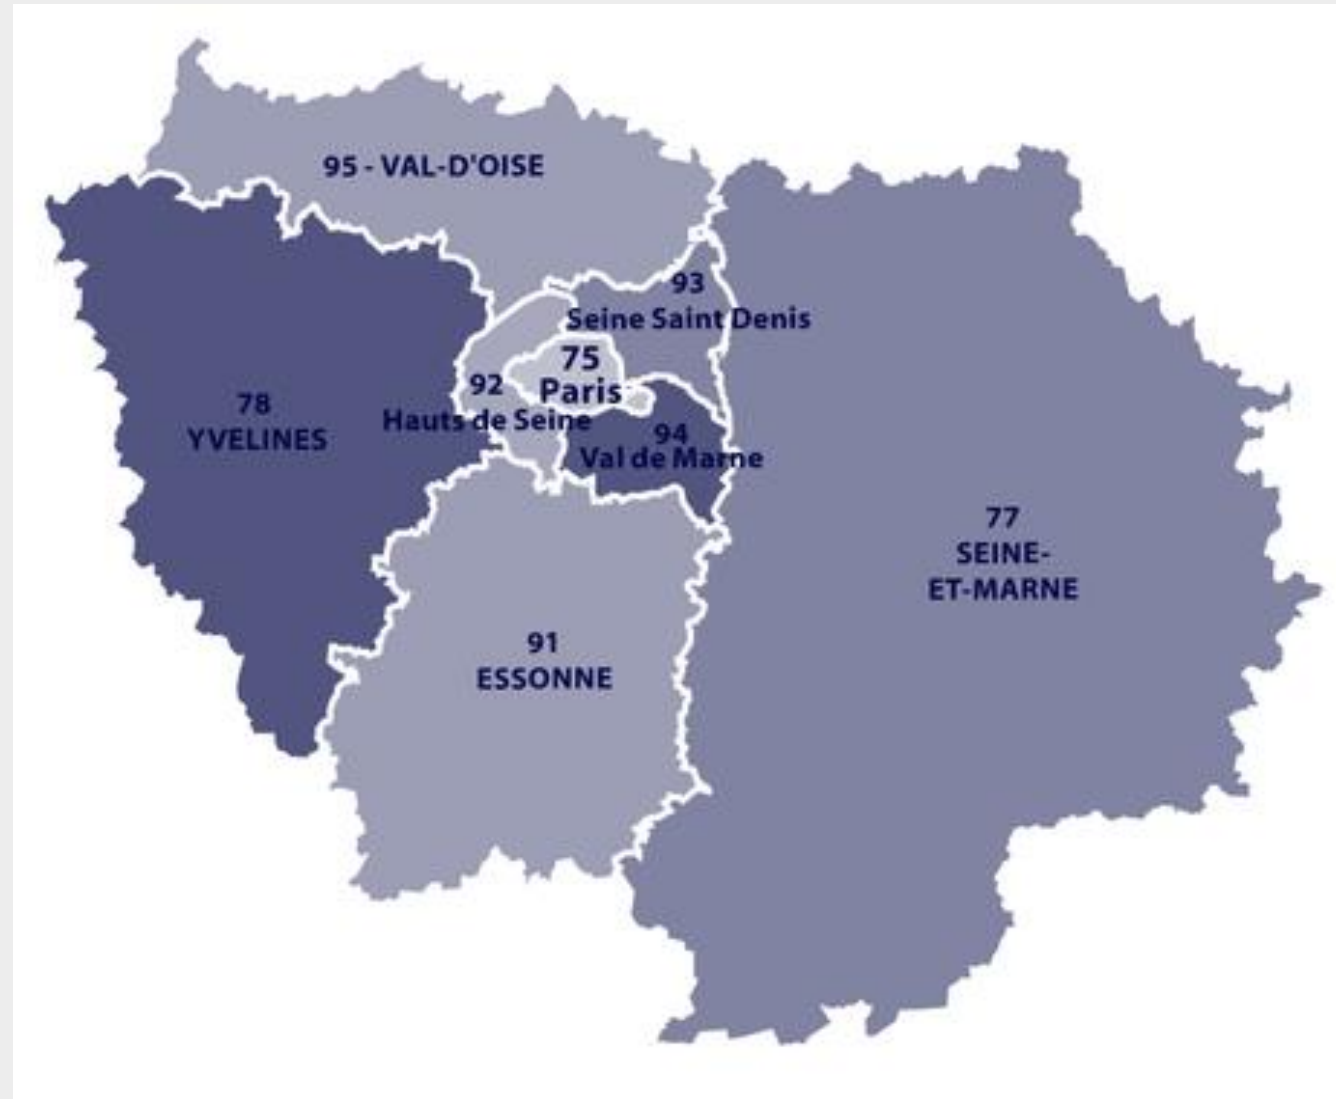 95 - VAL-D'OISE
93
Seine Saint Denis
75
Paris
92
Hauts de Seine
78
YVELINES
94
Val de Marne
77
SEINE-
ET-MARNE
91
ESSONNE